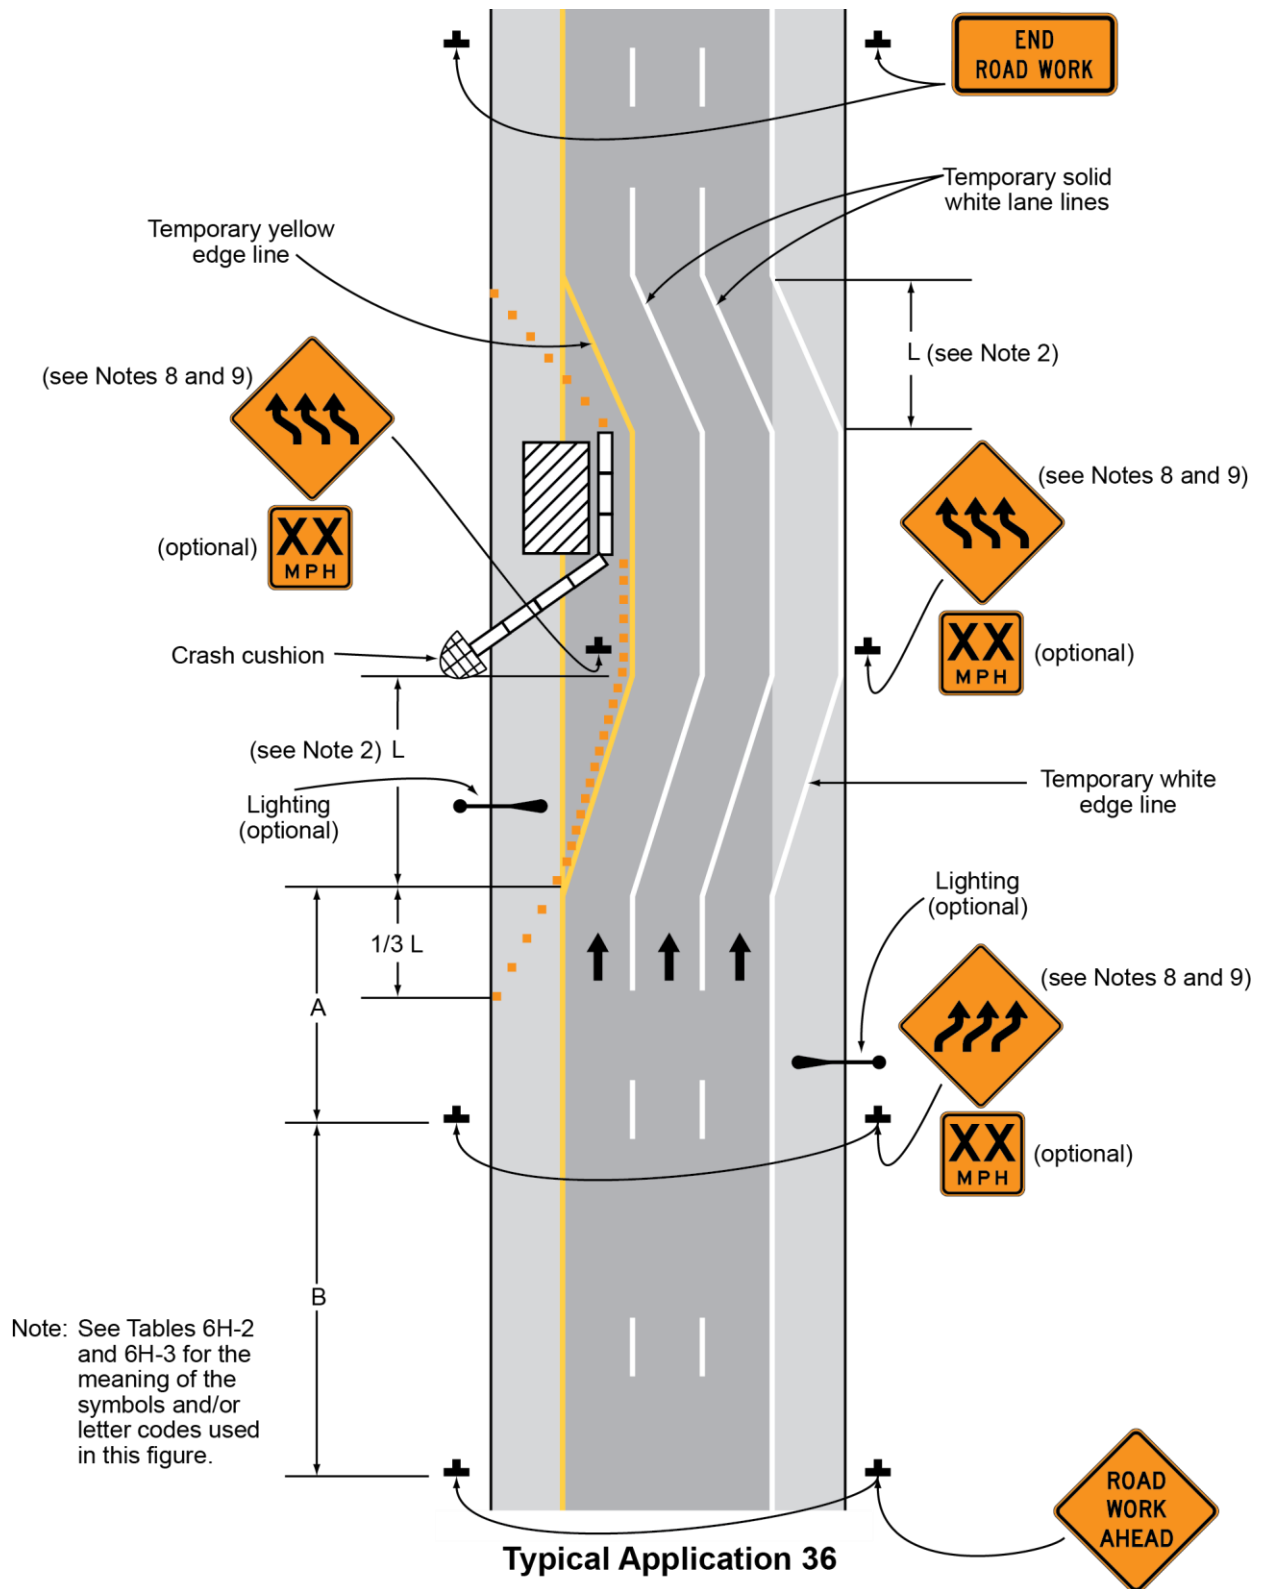 END
ROAD WORK
Temporary solid
white lane lines
Temporary yellow
edge line
L (see Note 2)
(see Notes 8 and 9)
XX
MPH
(optional)
(see Notes 8 and 9)
XX
MPH
(optional)
Crash cushion
(see Note 2) L
Lighting
(optional)
Temporary white
edge line
Lighting
(optional)
1/3 L
A
(see Notes 8 and 9)
XX
MPH
(optional)
B
Note: See Tables 6H-2
and 6H-3 for the
meaning of the
symbols and/or
letter codes used
in this figure.
ROAD
WORK
AHEAD
Typical Application 36